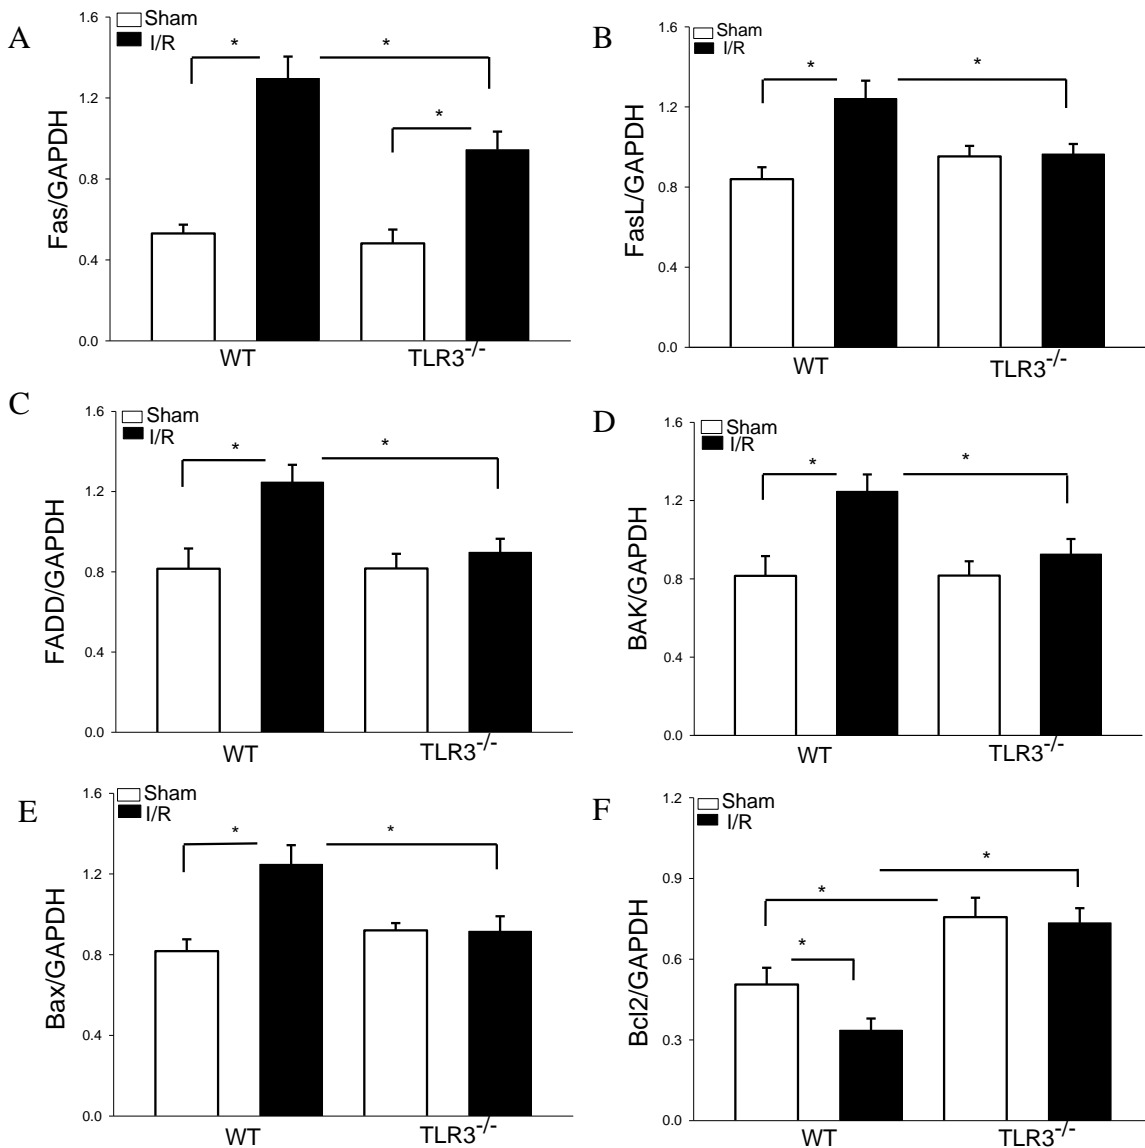 A
Sham
I/R
Fas/GAPDH
1.6
1.2
0.8
0.4
0.0
*
*
*
WT
TLR3-/-
B
Sham
I/R
FasL/GAPDH
1.6
1.2
0.8
0.4
0.0
*
*
WT
TLR3-/-
C
Sham
I/R
FADD/GAPDH
1.6
1.2
0.8
0.4
0.0
*
*
WT
TLR3-/-
D
Sham
I/R
BAK/GAPDH
1.6
1.2
0.8
0.4
0.0
*
*
WT
TLR3-/-
E
Sham
I/R
Bax/GAPDH
1.6
1.2
0.8
0.4
0.0
*
*
WT
TLR3-/-
F
Sham
I/R
Bcl2/GAPDH
1.2
0.9
0.6
0.3
0.0
*
*
*
WT
TLR3-/-